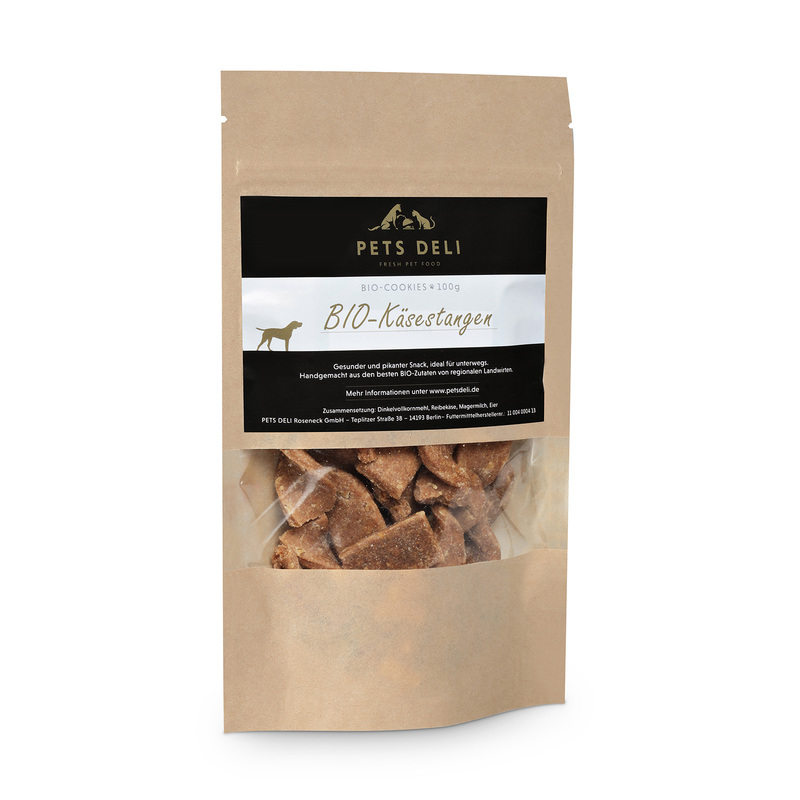 PETS DELI
FRESH PET FOOD
BIO-COOKIES 100g
BIO-Käsestangen
Gesunder und pikanter Snack, ideal für unterwegs.
Handgemacht aus den besten BIO-Zutaten von regionalen Landwirten.
Mehr Informationen unter www.petsdeli.de
Zusammensetzung: Dinkelvollkornmehl, Reibekäse, Magermilch, Eier
PETS DELI Roseneck GmbH – Teplitzer Straße 38 – 14193 Berlin– Futtermittelherstellerer.: 11 004 0004 13